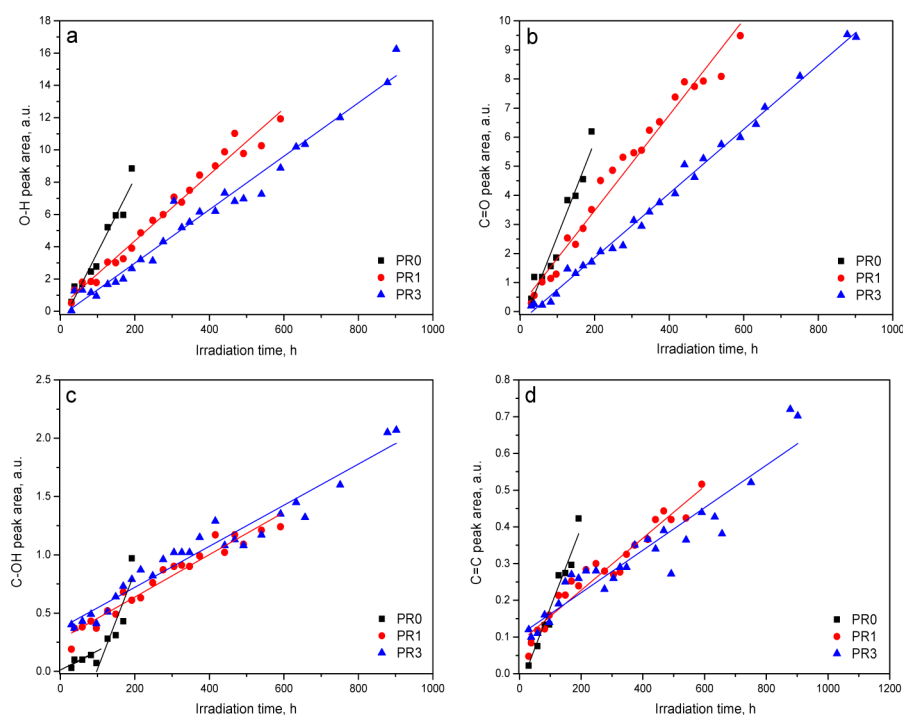 a
O-H peak area, a.u.
18
16
14
12
10
8
6
4
2
0
PR0
PR1
PR3
0 200 400 600 800 1000
Irradiation time, h
b
C=O peak area, a.u.
10
9
8
7
6
5
4
3
2
1
0
PR0
PR1
PR3
0 200 400 600 800 1000
Irradiation time, h
c
C-OH peak area, a.u.
2.5
2.0
1.5
1.0
0.5
0.0
PR0
PR1
PR3
0 200 400 600 800 1000
Irradiation time, h
d
C=C peak area, a.u.
0.8
0.7
0.6
0.5
0.4
0.3
0.2
0.1
0.0
PR0
PR1
PR3
0 200 400 600 800 1000 1200
Irradiation time, h